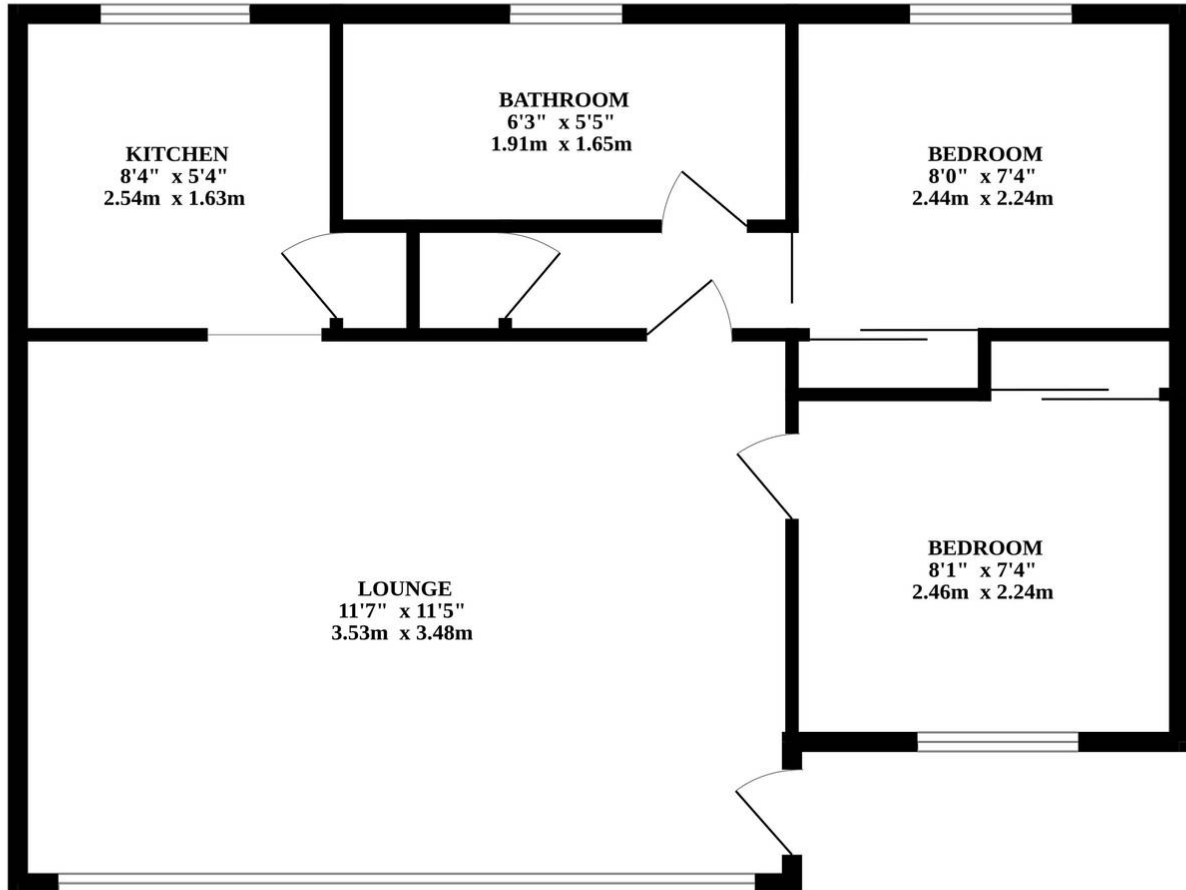 KITCHEN
8'4" x 5'4"
2.54m x 1.63m
BATHROOM
6'3" x 5'5"
1.91m x 1.65m
BEDROOM
8'0" x 7'4"
2.44m x 2.24m
LOUNGE
11'7" x 11'5"
3.53m x 3.48m
BEDROOM
8'1" x 7'4"
2.46m x 2.24m